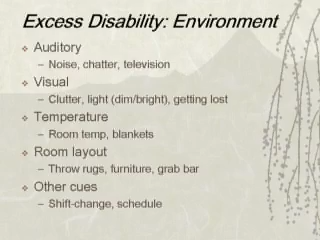 Excess Disability: Environment
❖ Auditory
– Noise, chatter, television
❖ Visual
– Clutter, light (dim/bright), getting lost
❖ Temperature
– Room temp, blankets
❖ Room layout
– Throw rugs, furniture, grab bar
❖ Other cues
– Shift-change, schedule